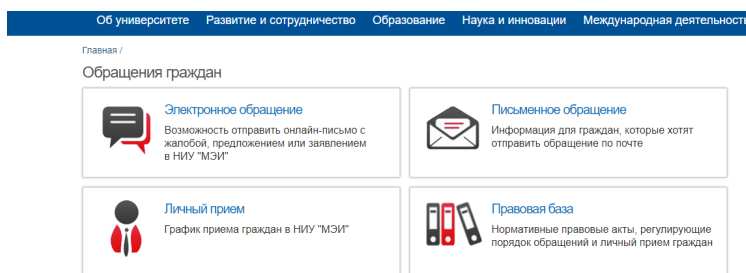 Об университете Развитие и сотрудничество Образование Наука и инновации Международная деятельность
Главная /
Обращения граждан
Электронное обращение
Возможность отправить онлайн-письмо с
жалобой, предложением или заявлением
в НИУ "МЭИ"
Письменное обращение
Информация для граждан, которые хотят
отправить обращение по почте
Личный прием
График приема граждан в НИУ "МЭИ"
Правовая база
Нормативные правовые акты, регулирующие
порядок обращений и личный прием граждан